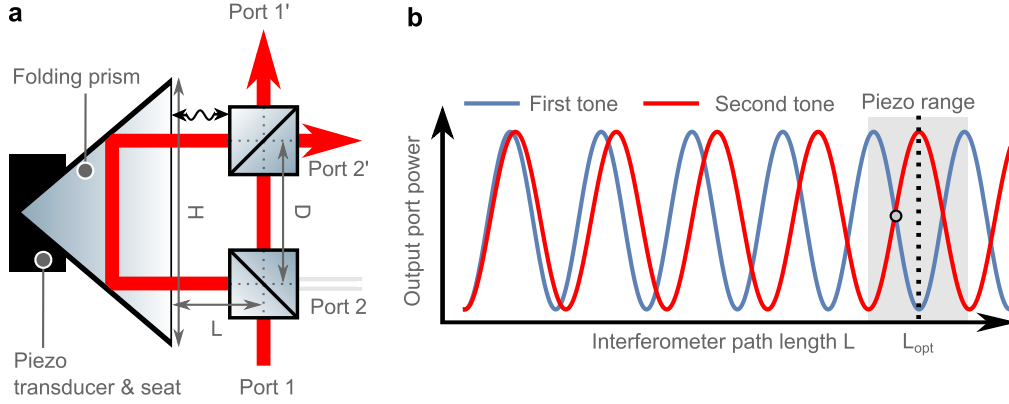 a
Port 1'
Folding prism
Port 2'
H
D
L
Port 2
Piezo
transducer & seat
Port 1
b
First tone
Second tone
Piezo range
Output port power
Interferometer path length L
Lopt